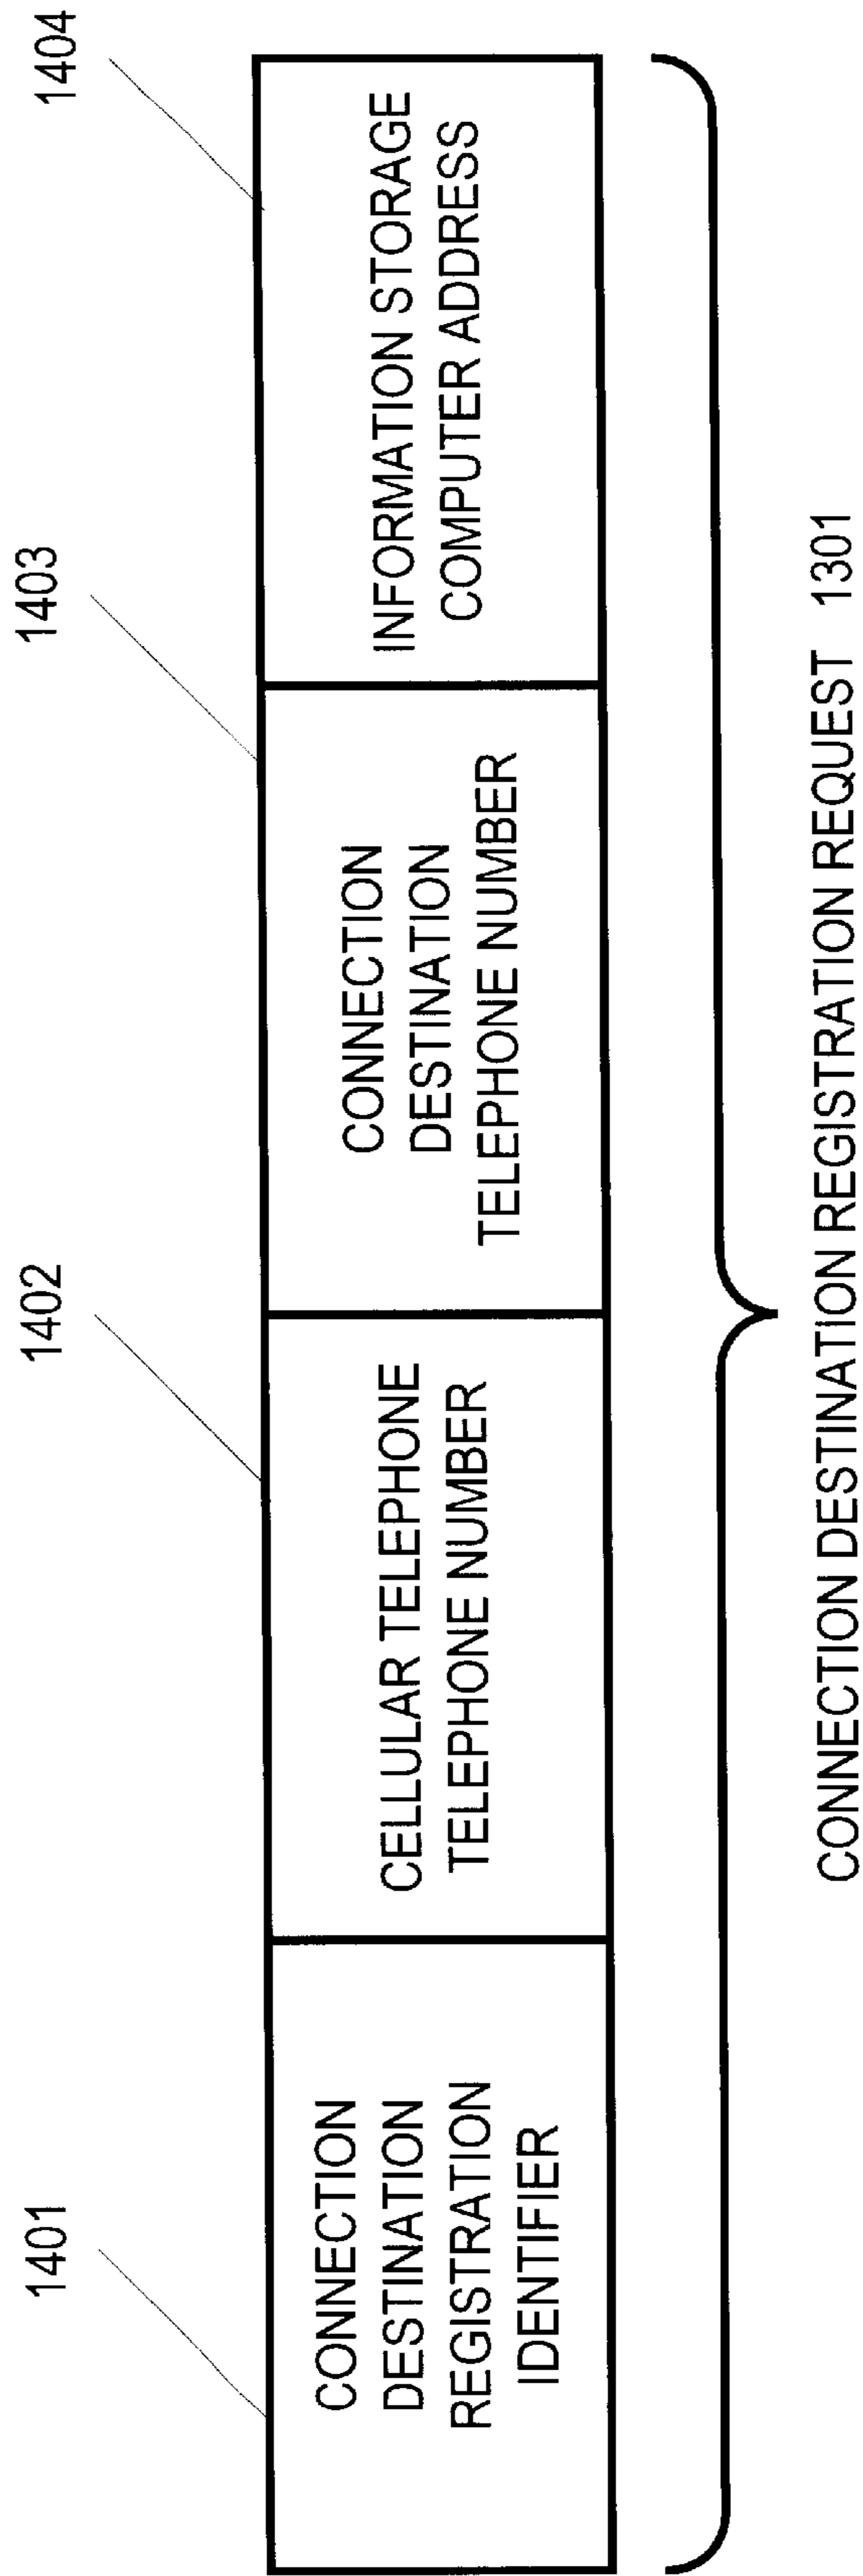 1401
1402
1403
1404
CONNECTION
DESTINATION
REGISTRATION
IDENTIFIER
CELLULAR TELEPHONE
TELEPHONE NUMBER
CONNECTION
DESTINATION
TELEPHONE NUMBER
INFORMATION STORAGE
COMPUTER ADDRESS
CONNECTION DESTINATION REGISTRATION REQUEST 1301